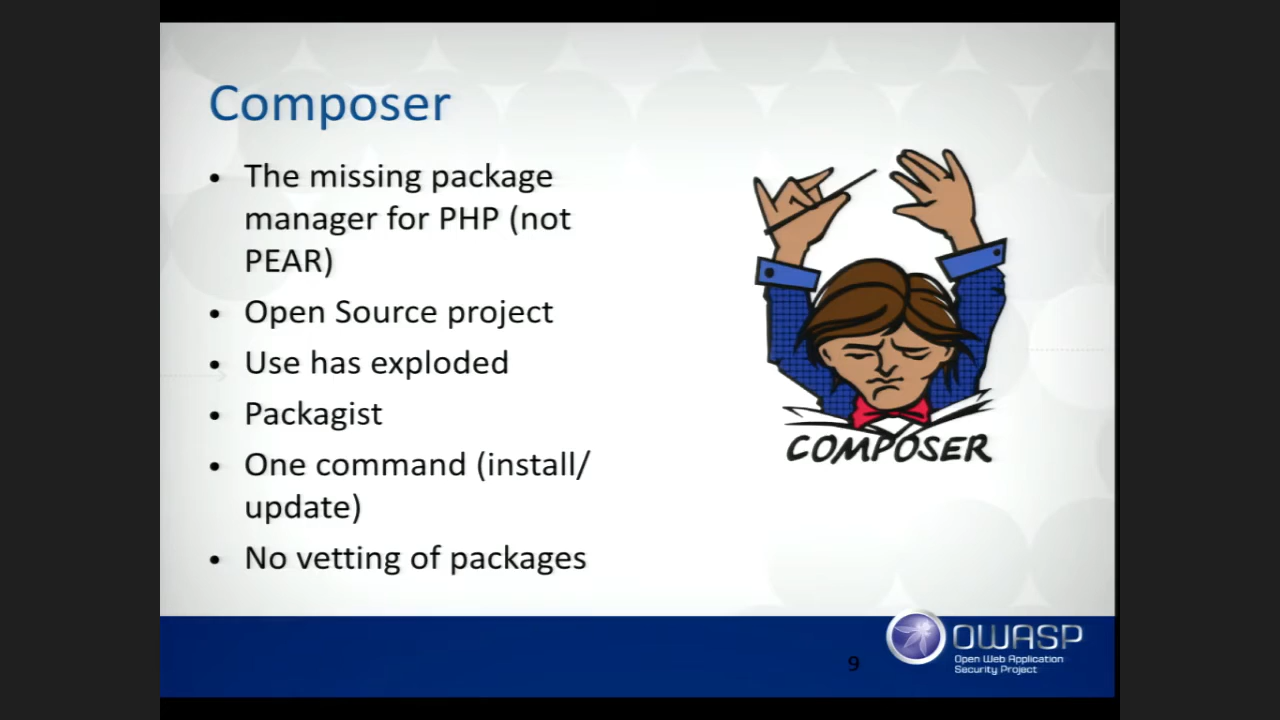 Composer
• The missing package
manager for PHP (not
PEAR)
• Open Source project
• Use has exploded
• Packagist
• One command (install/
update)
• No vetting of packages
COMPOSER
9
OWASP
Open Web Application
Security Project